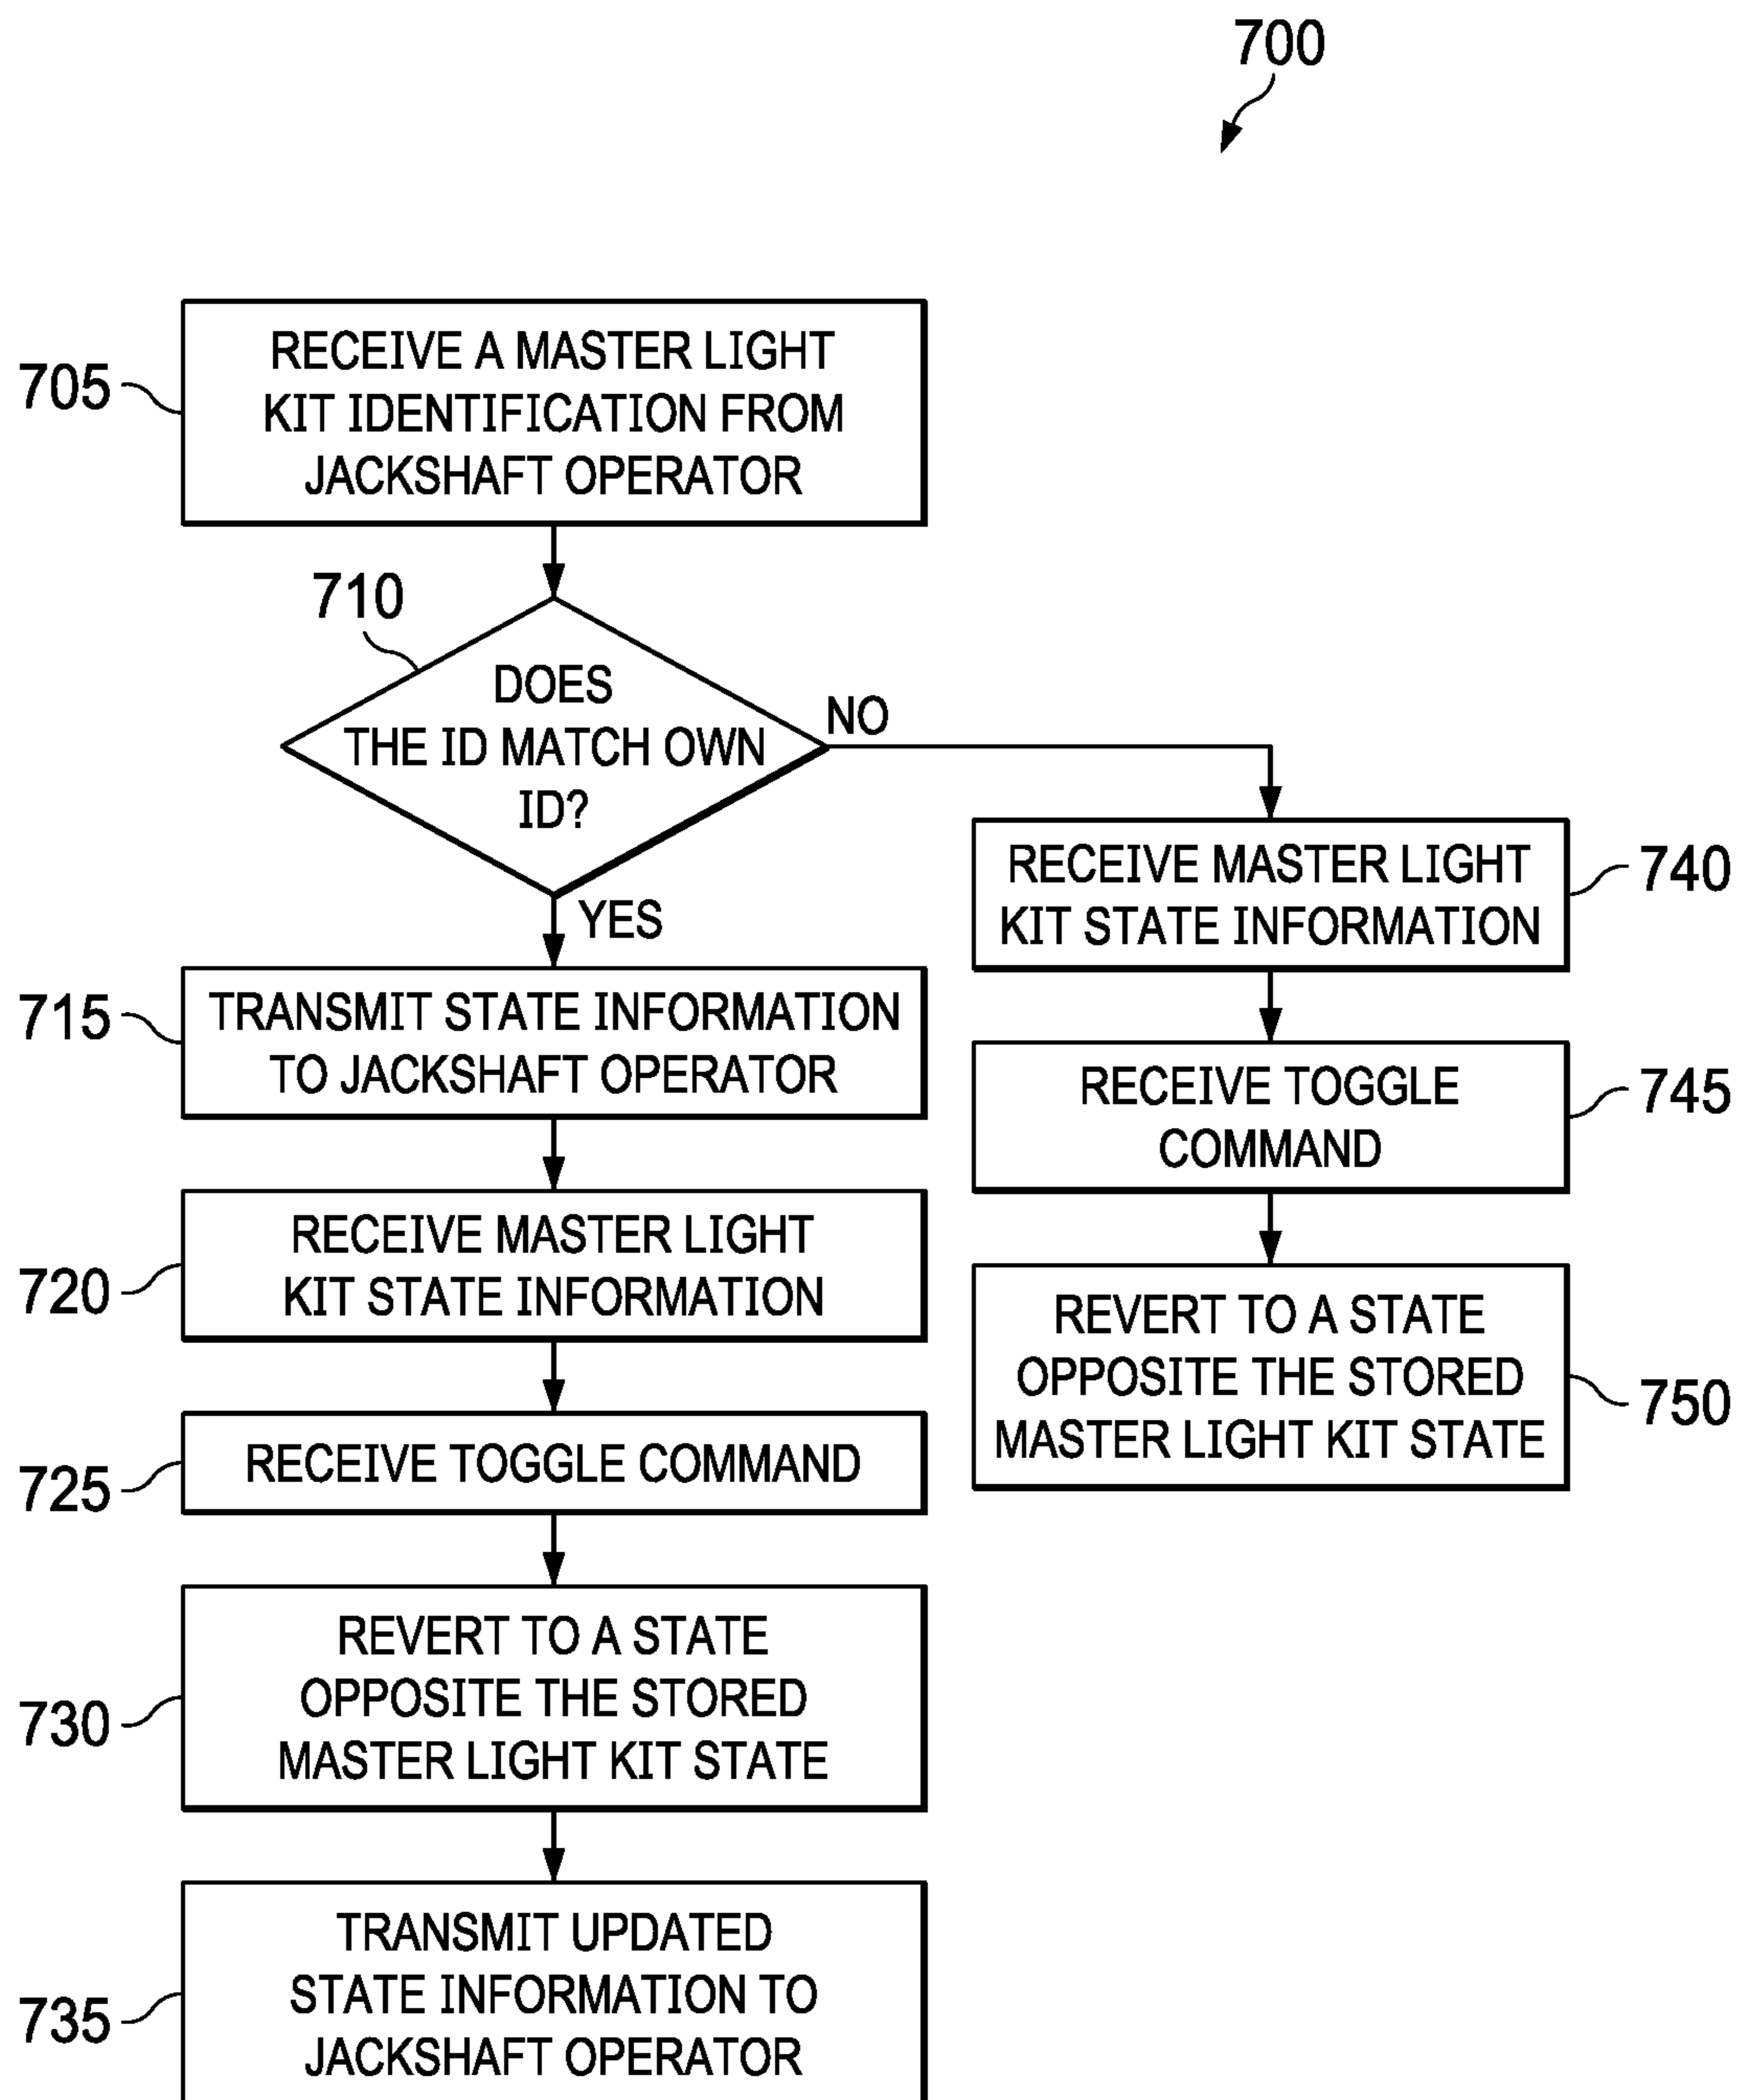 700
705
RECEIVE A MASTER LIGHT
KIT IDENTIFICATION FROM
JACKSHAFT OPERATOR
710
DOES
THE ID MATCH OWN
ID?
NO
YES
715
TRANSMIT STATE INFORMATION
TO JACKSHAFT OPERATOR
720
RECEIVE MASTER LIGHT
KIT STATE INFORMATION
725
RECEIVE TOGGLE COMMAND
730
REVERT TO A STATE
OPPOSITE THE STORED
MASTER LIGHT KIT STATE
735
TRANSMIT UPDATED
STATE INFORMATION TO
JACKSHAFT OPERATOR
RECEIVE MASTER LIGHT
KIT STATE INFORMATION
740
RECEIVE TOGGLE
COMMAND
745
REVERT TO A STATE
OPPOSITE THE STORED
MASTER LIGHT KIT STATE
750